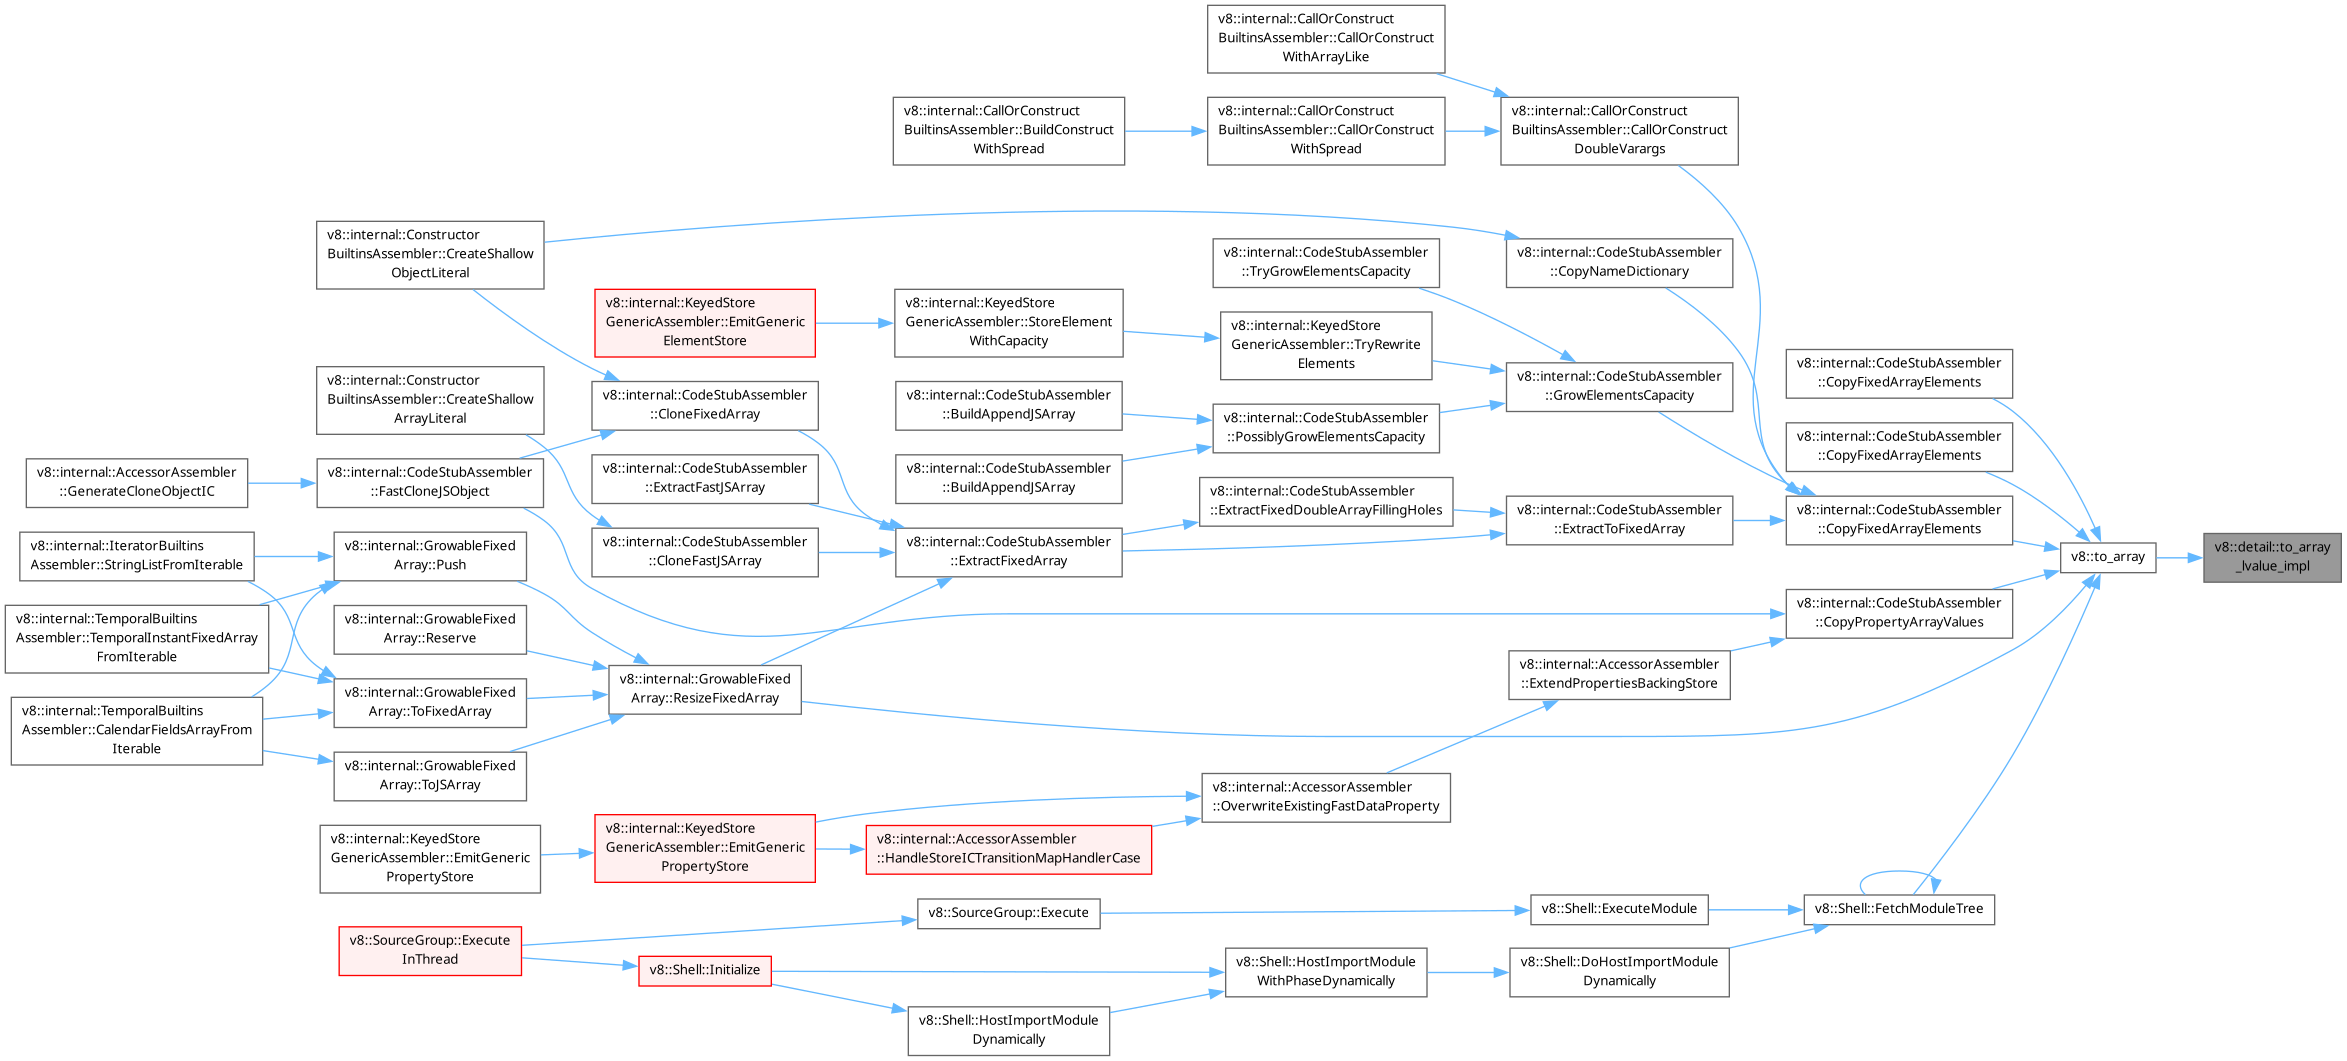 v8::internal::CallOrConstruct
BuiltinsAssembler::CallOrConstruct
WithArrayLike
v8::internal::CallOrConstruct
BuiltinsAssembler::BuildConstruct
WithSpread
v8::internal::CallOrConstruct
BuiltinsAssembler::CallOrConstruct
WithSpread
v8::internal::CallOrConstruct
BuiltinsAssembler::CallOrConstruct
DoubleVarargs
v8::internal::Constructor
BuiltinsAssembler::CreateShallow
ObjectLiteral
v8::internal::CodeStubAssembler
::TryGrowElementsCapacity
v8::internal::CodeStubAssembler
::CopyNameDictionary
v8::internal::KeyedStore
GenericAssembler::EmitGeneric
ElementStore
v8::internal::KeyedStore
GenericAssembler::StoreElement
WithCapacity
v8::internal::KeyedStore
GenericAssembler::TryRewrite
Elements
v8::internal::CodeStubAssembler
::GrowElementsCapacity
v8::internal::CodeStubAssembler
::CopyFixedArrayElements
v8::internal::Constructor
BuiltinsAssembler::CreateShallow
ArrayLiteral
v8::internal::CodeStubAssembler
::CloneFixedArray
v8::internal::CodeStubAssembler
::BuildAppendJSArray
v8::internal::CodeStubAssembler
::PossiblyGrowElementsCapacity
v8::internal::CodeStubAssembler
::CopyFixedArrayElements
v8::internal::AccessorAssembler
::GenerateCloneObjectIC
v8::internal::CodeStubAssembler
::FastCloneJSObject
v8::internal::CodeStubAssembler
::ExtractFastJSArray
v8::internal::CodeStubAssembler
::BuildAppendJSArray
v8::internal::CodeStubAssembler
::ExtractFixedDoubleArrayFillingHoles
v8::internal::CodeStubAssembler
::ExtractToFixedArray
v8::internal::CodeStubAssembler
::CopyFixedArrayElements
v8::internal::IteratorBuiltins
Assembler::StringListFromIterable
v8::internal::GrowableFixed
Array::Push
v8::internal::CodeStubAssembler
::CloneFastJSArray
v8::internal::CodeStubAssembler
::ExtractFixedArray
v8::to_array
v8::detail::to_array
_lvalue_impl
v8::internal::TemporalBuiltins
Assembler::TemporalInstantFixedArray
FromIterable
v8::internal::GrowableFixed
Array::Reserve
v8::internal::CodeStubAssembler
::CopyPropertyArrayValues
v8::internal::TemporalBuiltins
Assembler::CalendarFieldsArrayFrom
Iterable
v8::internal::GrowableFixed
Array::ToFixedArray
v8::internal::GrowableFixed
Array::ResizeFixedArray
v8::internal::AccessorAssembler
::ExtendPropertiesBackingStore
v8::internal::GrowableFixed
Array::ToJSArray
v8::internal::AccessorAssembler
::OverwriteExistingFastDataProperty
v8::internal::KeyedStore
GenericAssembler::EmitGeneric
PropertyStore
v8::internal::KeyedStore
GenericAssembler::EmitGeneric
PropertyStore
v8::internal::AccessorAssembler
::HandleStoreICTransitionMapHandlerCase
v8::SourceGroup::Execute
v8::Shell::ExecuteModule
v8::Shell::FetchModuleTree
v8::SourceGroup::Execute
InThread
v8::Shell::Initialize
v8::Shell::HostImportModule
WithPhaseDynamically
v8::Shell::DoHostImportModule
Dynamically
v8::Shell::HostImportModule
Dynamically